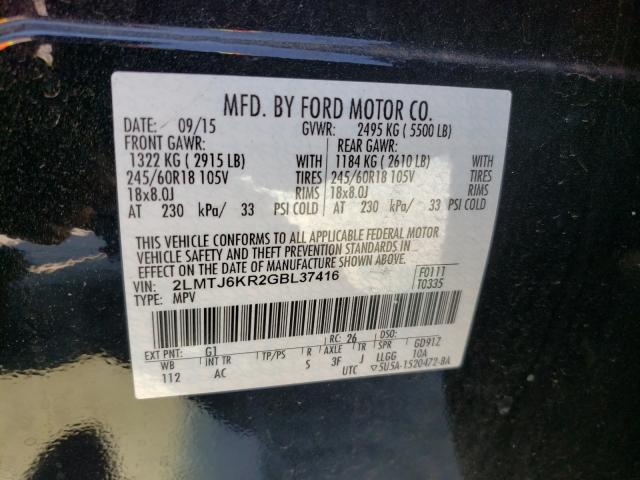 MFD. BY FORD MOTOR CO.
DATE: 09/15 GVWR: 2495 KG ( 5500 LB)
FRONT GAWR: REAR GAWR:
1322 KG ( 2915 LB) WITH 1184 KG ( 2610 LB) WITH
245/60R18 105V TIRES 245/60R18 105V TIRES
18x8.0J RIMS 18x8.0J RIMS
AT 230 kPa/ 33 PSI COLD AT 230 kPa/ 33 PSI COLD
THIS VEHICLE CONFORMS TO ALL APPLICABLE FEDERAL MOTOR
VEHICLE SAFETY AND THEFT PREVENTION STANDARDS IN
EFFECT ON THE DATE OF MANUFACTURE SHOWN ABOVE.
VIN: 2LMTJ6KR2GBL37416 F0111
TYPE: MPV T0335
EXT PNT: G1 RC: 26 DSO:
WB INT TR TP/PS R AXLE TR SPR GD91Z
112 AC S 3F J LLGG 10A
UTC ▽5U5A-1520472-BA